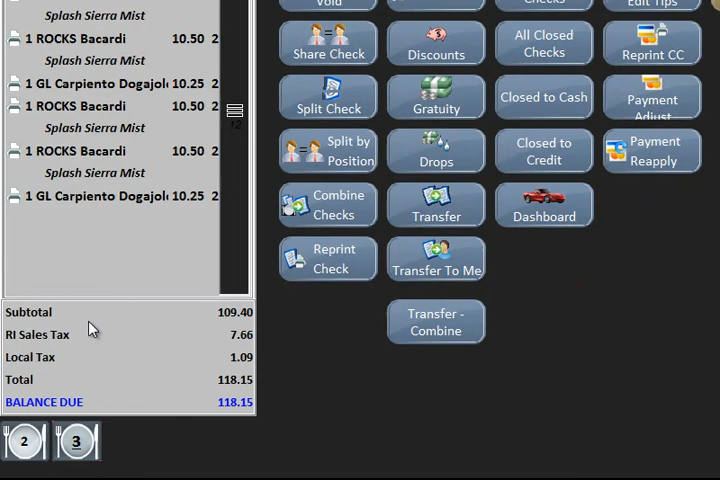 Splash Sierra Mist
1 ROCKS Bacardi 10.50 2
Splash Sierra Mist
1 GL Carpiento Dogajol 10.25 2
1 ROCKS Bacardi 10.50 2
Splash Sierra Mist
1 ROCKS Bacardi 10.50 2
Splash Sierra Mist
1 GL Carpiento Dogajol 10.25 2
Subtotal 109.40
RI Sales Tax 7.66
Local Tax 1.09
Total 118.15
BALANCE DUE 118.15
2
3
Void
Checks
Edit Tips
Share Check
Discounts
All Closed
Checks
Reprint CC
Split Check
Gratuity
Closed to Cash
Payment
Adjust
Split by
Position
Drops
Closed to
Credit
Payment
Reapply
Combine
Checks
Transfer
Dashboard
Reprint
Check
Transfer To Me
Transfer -
Combine